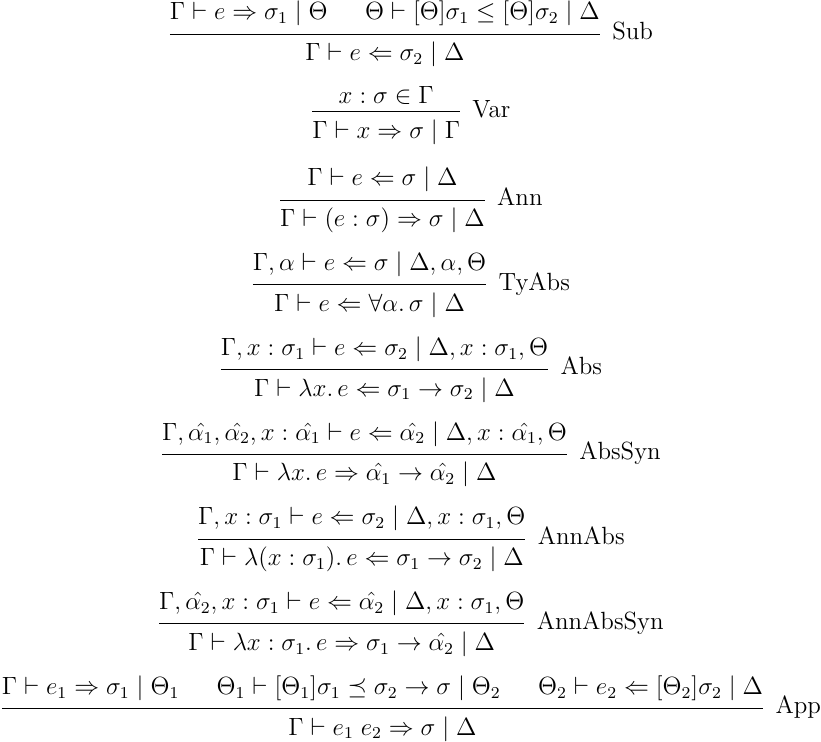 Γ ⊢ e ⇒ σ₁ | Θ Θ ⊢ [Θ]σ₁ ≤ [Θ]σ₂ | Δ
Sub
Γ ⊢ e ⇐ σ₂ | Δ
x : σ ∈ Γ
Var
Γ ⊢ x ⇒ σ | Γ
Γ ⊢ e ⇐ σ | Δ
Ann
Γ ⊢ (e : σ) ⇒ σ | Δ
Γ, α ⊢ e ⇐ σ | Δ, α, Θ
TyAbs
Γ ⊢ e ⇐ ∀α. σ | Δ
Γ, x : σ₁ ⊢ e ⇐ σ₂ | Δ, x : σ₁, Θ
Abs
Γ ⊢ λx. e ⇐ σ₁ → σ₂ | Δ
Γ, α̂₁, α̂₂, x : α̂₁ ⊢ e ⇐ α̂₂ | Δ, x : α̂₁, Θ
AbsSyn
Γ ⊢ λx. e ⇒ α̂₁ → α̂₂ | Δ
Γ, x : σ₁ ⊢ e ⇐ σ₂ | Δ, x : σ₁, Θ
AnnAbs
Γ ⊢ λ(x : σ₁). e ⇐ σ₁ → σ₂ | Δ
Γ, α̂₂, x : σ₁ ⊢ e ⇐ α̂₂ | Δ, x : σ₁, Θ
AnnAbsSyn
Γ ⊢ λx : σ₁. e ⇒ σ₁ → α̂₂ | Δ
Γ ⊢ e₁ ⇒ σ₁ | Θ₁ Θ₁ ⊢ [Θ₁]σ₁ ⪯ σ₂ → σ | Θ₂ Θ₂ ⊢ e₂ ⇐ [Θ₂]σ₂ | Δ
App
Γ ⊢ e₁ e₂ ⇒ σ | Δ